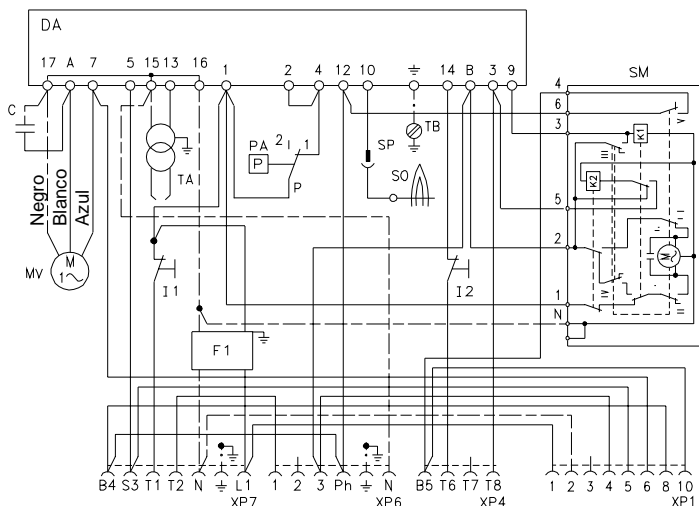 DA
17 A 7 5 15 13 16 1 2 4 12 10 14 B 3 9
SM
4
6
3
5
2
1
N
V
K1
III
K2
I
M
IV
II
C
Negro
Blanco
Azul
MV
M
1~
TA
PA
P
2 1
P
SP
SO
TB
I1
I2
F1
B4 S3 T1 T2 N L1 1 2 3 Ph N B5 T6 T7 T8 1 2 3 4 5 6 8 10
XP7 XP6 XP4 XP1